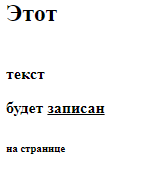 Этот
текст
будет записан
на странице